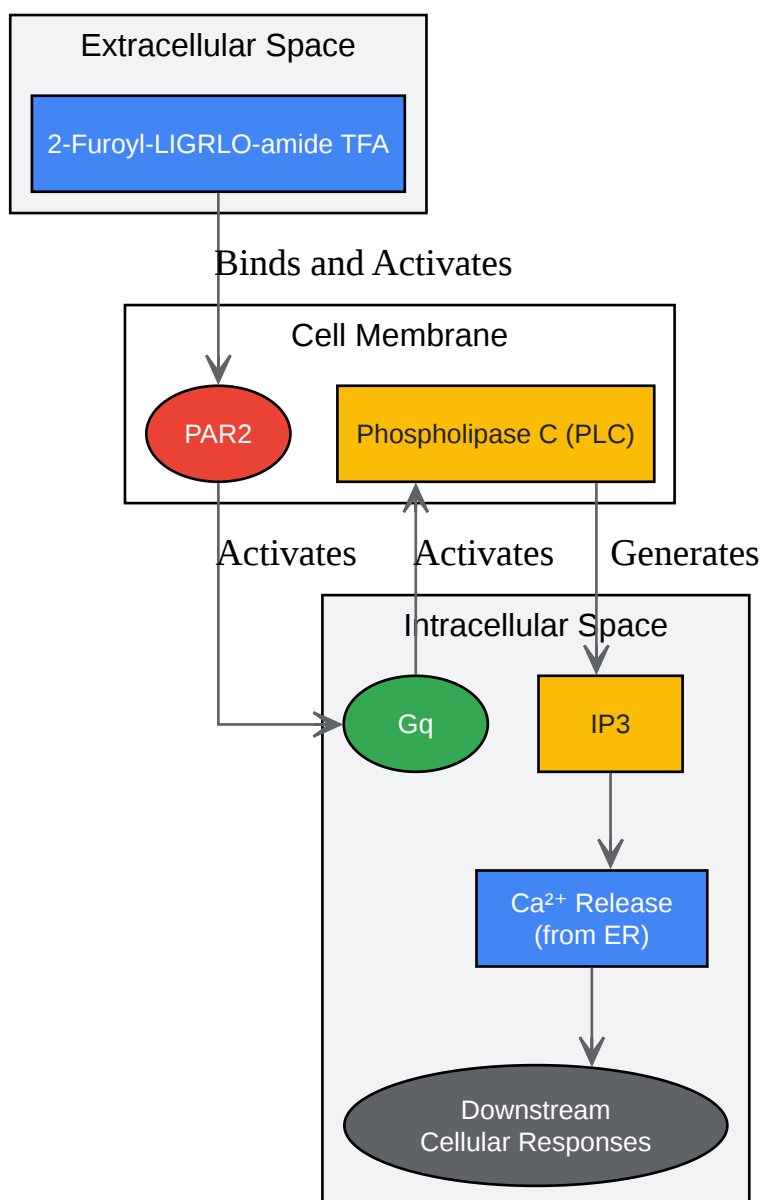 Extracellular Space
2-Furoyl-LIGRLO-amide TFA
Binds and Activates
Cell Membrane
PAR2
Phospholipase C (PLC)
Activates
Activates
Generates
Intracellular Space
Gq
IP3
Ca²⁺ Release
(from ER)
Downstream
Cellular Responses